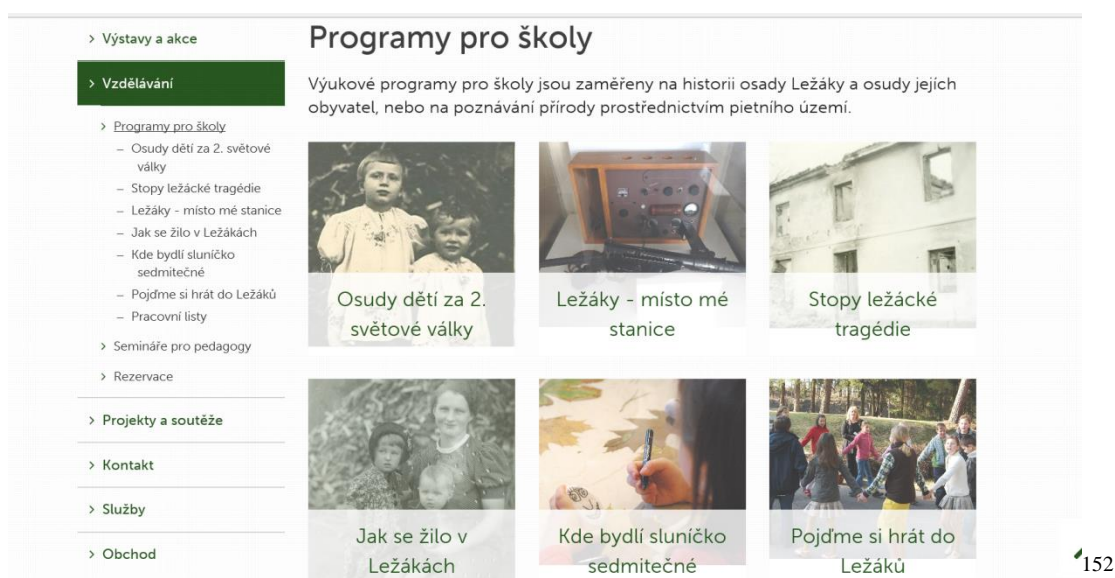 Výstavy a akce
Vzdělávání
Programy pro školy
– Osudy dětí za 2. světové
války
– Stopy ležácké tragédie
– Ležáky - místo mé stanice
– Jak se žilo v Ležákách
– Kde bydlí sluníčko
sedmitečné
– Pojďme si hrát do Ležáků
– Pracovní listy
Semináře pro pedagogy
Rezervace
Projekty a soutěže
Kontakt
Služby
Obchod
Programy pro školy
Výukové programy pro školy jsou zaměřeny na historii osady Ležáky a osudy jejích
obyvatel, nebo na poznávání přírody prostřednictvím pietního území.
Osudy dětí za 2.
světové války
Ležáky - místo mé
stanice
Stopy ležácké
tragédie
Jak se žilo v
Ležákách
Kde bydlí sluníčko
sedmitečné
Pojďme si hrát do
Ležáků
152